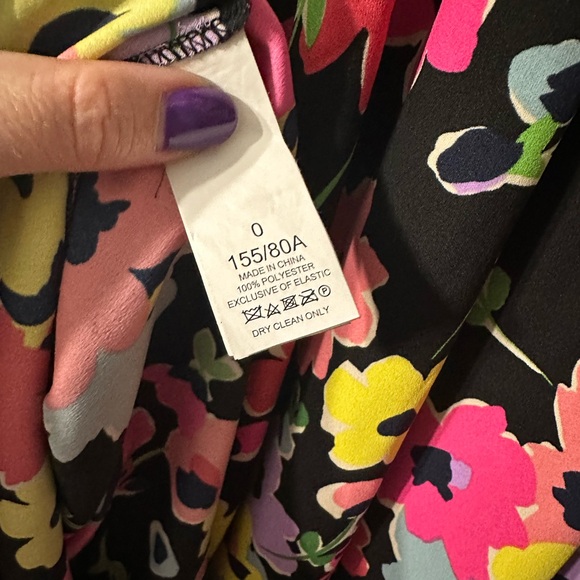 0
155/80A
MADE IN CHINA
100% POLYESTER
EXCLUSIVE OF ELASTIC
P
DRY CLEAN ONLY